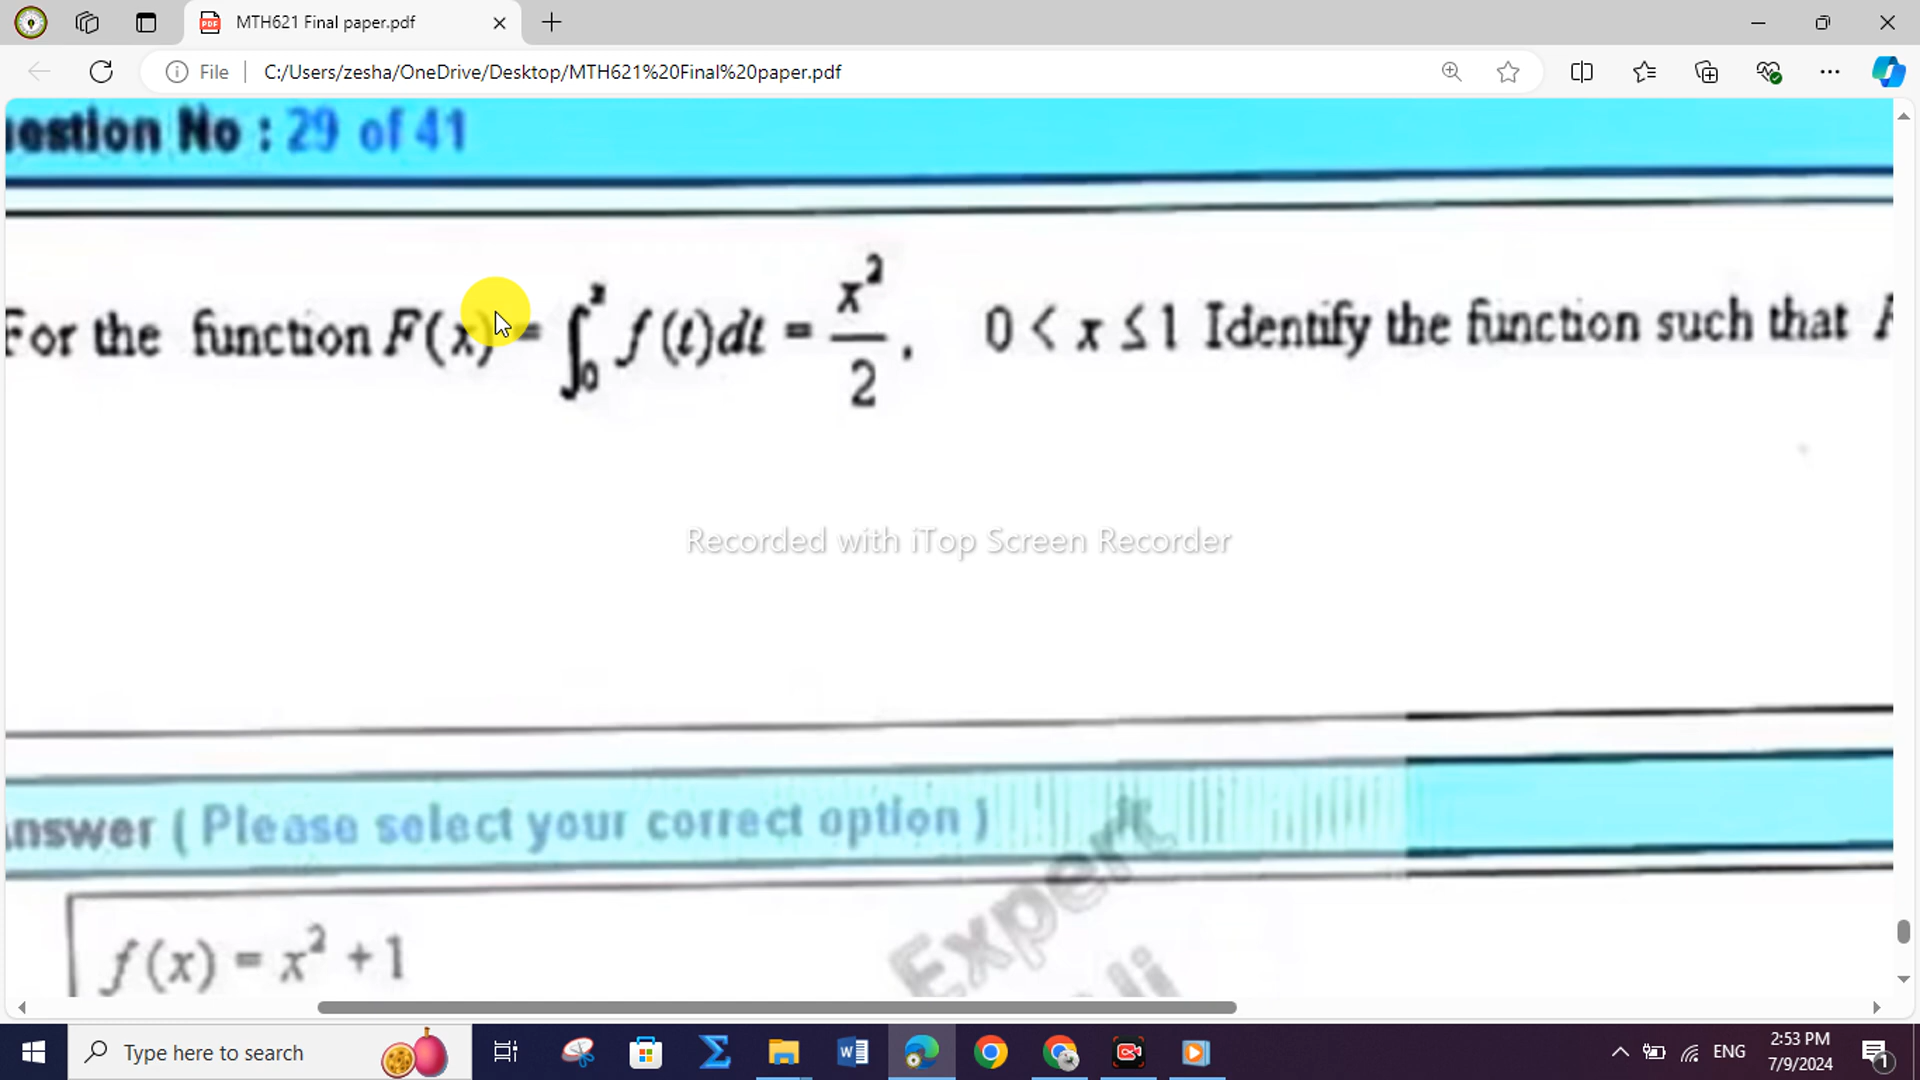 MTH621 Final paper.pdf
File C:/Users/zesha/OneDrive/Desktop/MTH621%20Final%20paper.pdf
estion No : 29 of 41
For the function F(x) = ∫₀ˣ f(t)dt = x²/2, 0 < x ≤ 1 Identify the function such that
Recorded with iTop Screen Recorder
nswer ( Please select your correct option )
Expert
f(x) = x² + 1
Type here to search
ENG
2:53 PM
7/9/2024
1